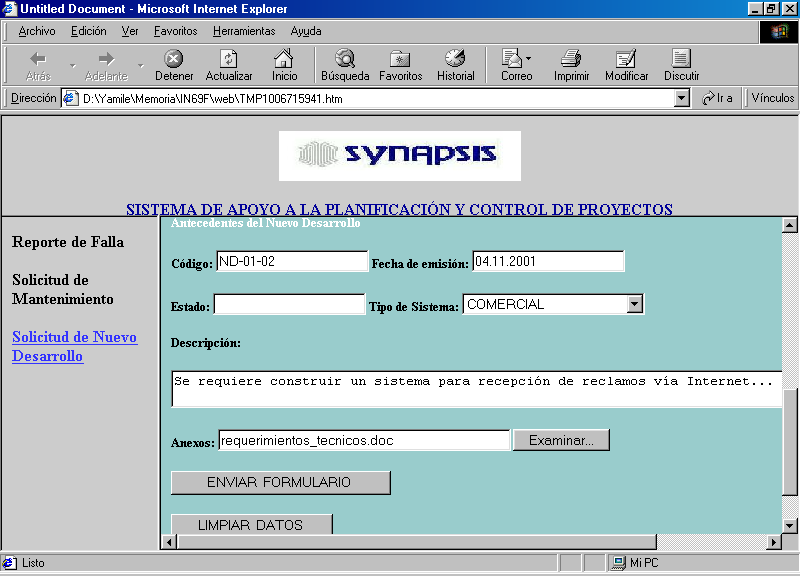 Untitled Document - Microsoft Internet Explorer
Archivo Edición Ver Favoritos Herramientas Ayuda
Atrás Adelante Detener Actualizar Inicio Búsqueda Favoritos Historial Correo Imprimir Modificar Discutir
Dirección D:\Yamile\Memoria\IN69F\web\TMP1006715941.htm Ir a Vínculos
SYNAPSIS
SISTEMA DE APOYO A LA PLANIFICACIÓN Y CONTROL DE PROYECTOS
Reporte de Falla
Solicitud de
Mantenimiento
Solicitud de Nuevo
Desarrollo
Antecedentes del Nuevo Desarrollo
Código: ND-01-02 Fecha de emisión: 04.11.2001
Estado: Tipo de Sistema: COMERCIAL
Descripción:
Se requiere construir un sistema para recepción de reclamos vía Internet...
Anexos: requerimientos_tecnicos.doc Examinar...
ENVIAR FORMULARIO
LIMPIAR DATOS
Listo Mi PC